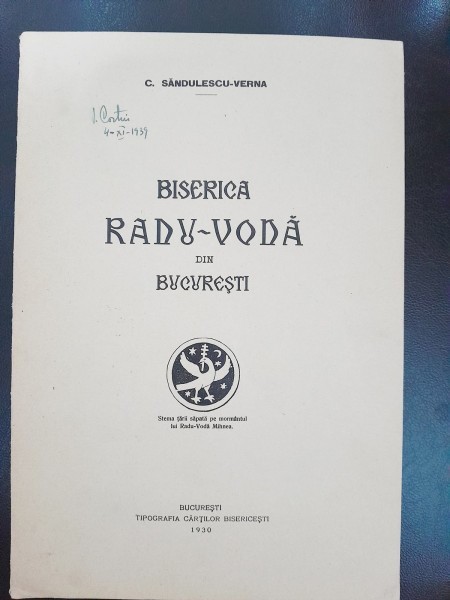 C. SĂNDULESCU-VERNA
4-XI-1939
BISERICA
RADU-VODĂ
DIN
BUCUREȘTI
Stema țării săpată pe mormântul
lui Radu-Vodă Mihnea.
BUCUREȘTI
TIPOGRAFIA CĂRȚILOR BISERICEȘTI
1930